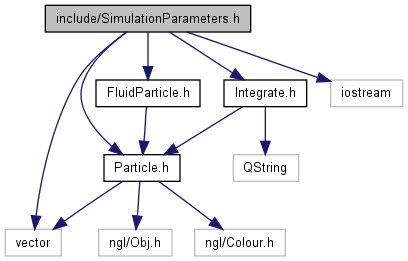 include/SimulationParameters.h
FluidParticle.h
Integrate.h
iostream
Particle.h
QString
vector
ngl/Obj.h
ngl/Colour.h